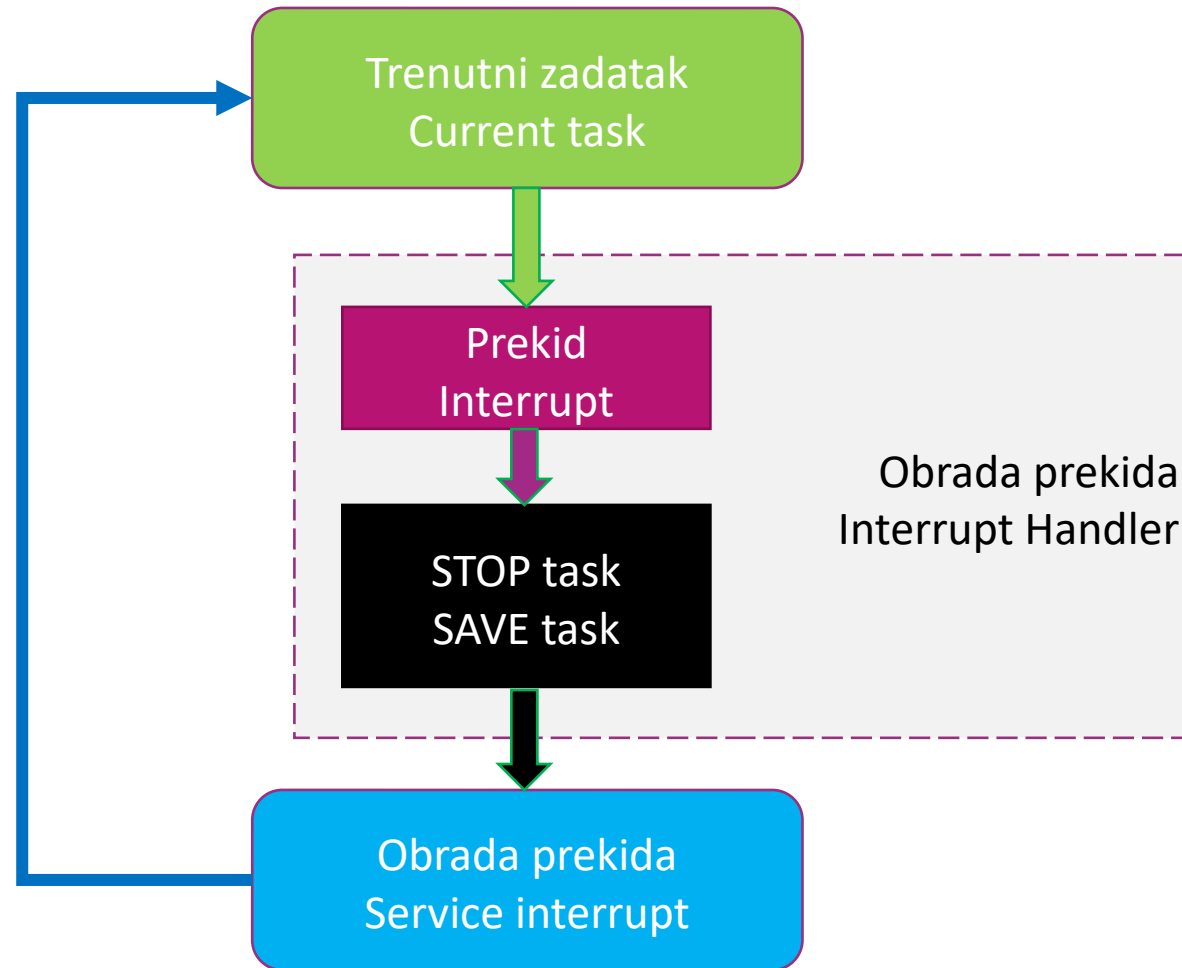 Trenutni zadatak
Current task
Prekid
Interrupt
STOP task
SAVE task
Obrada prekida
Interrupt Handler
Obrada prekida
Service interrupt